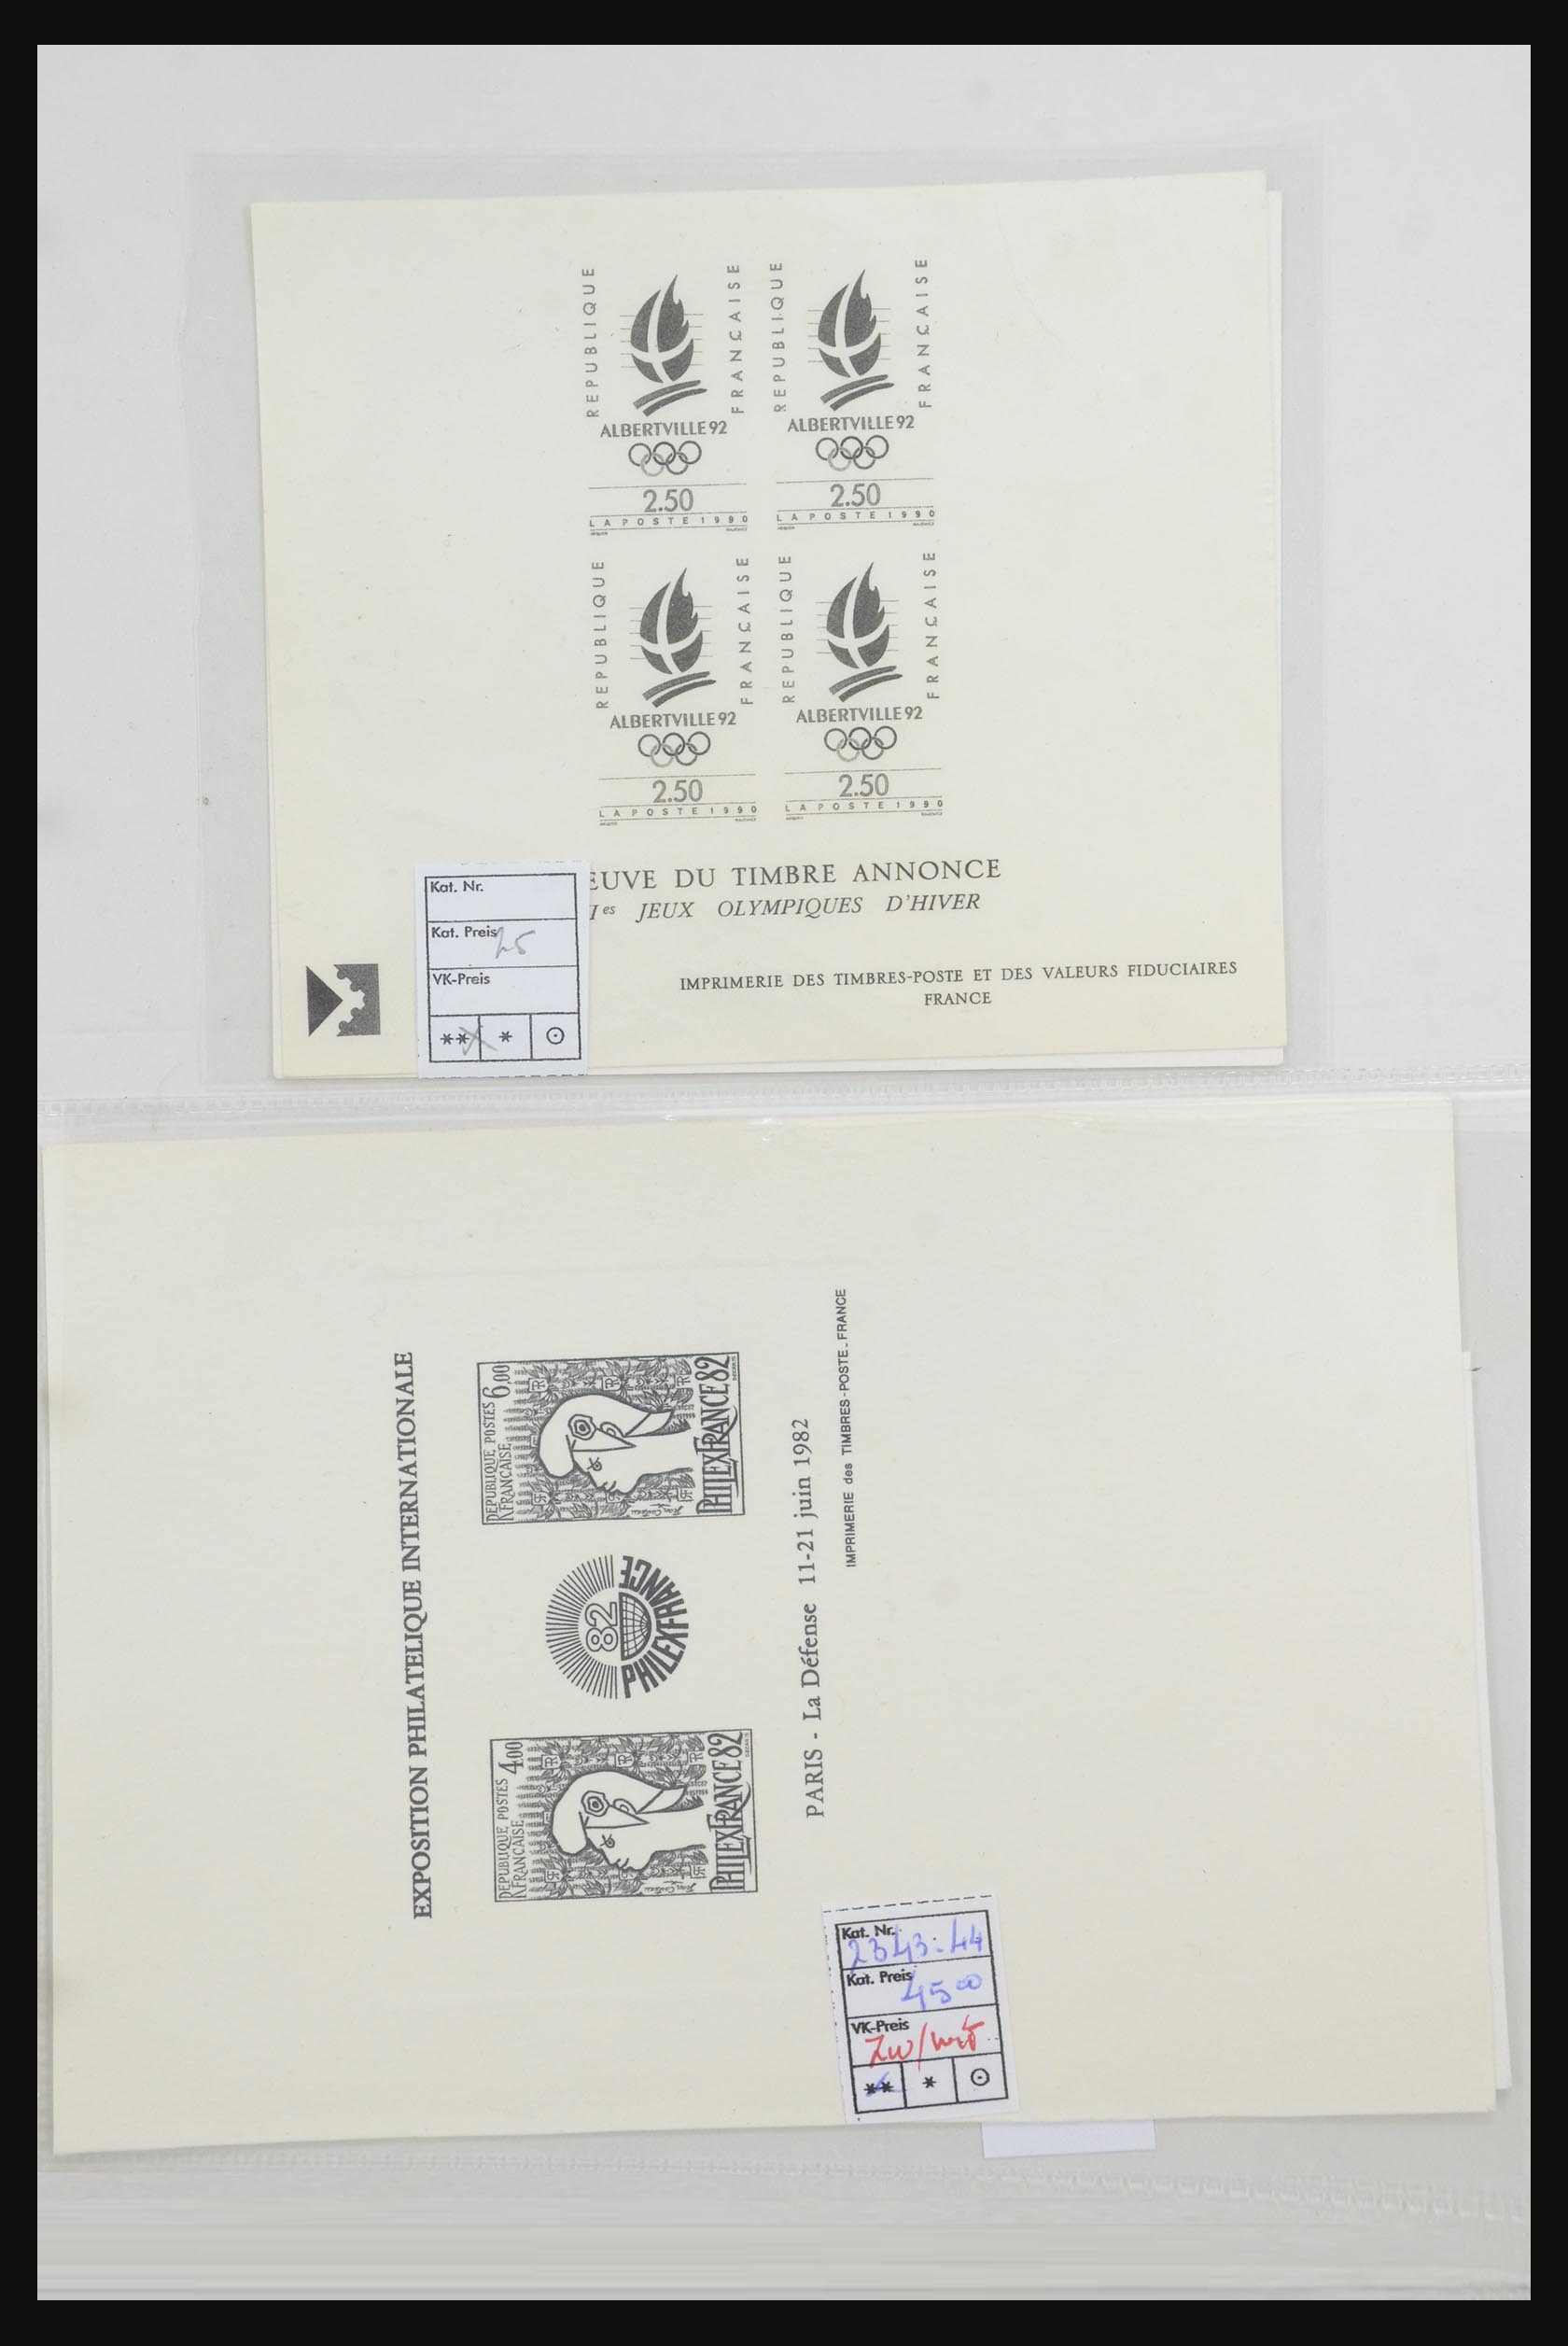 REPUBLIQUE
FRANCAISE
ALBERTVILLE 92
2.50
LA POSTE 1990
REPUBLIQUE
FRANCAISE
ALBERTVILLE 92
2.50
LA POSTE 1990
REPUBLIQUE
FRANCAISE
ALBERTVILLE 92
2.50
LA POSTE 1990
REPUBLIQUE
FRANCAISE
ALBERTVILLE 92
2.50
LA POSTE 1990
EUVE DU TIMBRE ANNONCE
Ies JEUX OLYMPIQUES D'HIVER
IMPRIMERIE DES TIMBRES-POSTE ET DES VALEURS FIDUCIAIRES
FRANCE
Kat. Nr.
Kat. Preis
VK-Preis
** * ⊙
EXPOSITION PHILATELIQUE INTERNATIONALE
REPUBLIQUE POSTES 4.00
FRANCAISE
PHILEXFRANCE 82
82
PHILEXFRANCE
REPUBLIQUE POSTES 6.00
FRANCAISE
PHILEXFRANCE 82
PARIS - La Défense 11-21 juin 1982
IMPRIMERIE des TIMBRES-POSTE_FRANCE
Kat. Nr.
2343-44
Kat. Preis
45 00
VK-Preis
** * ⊙